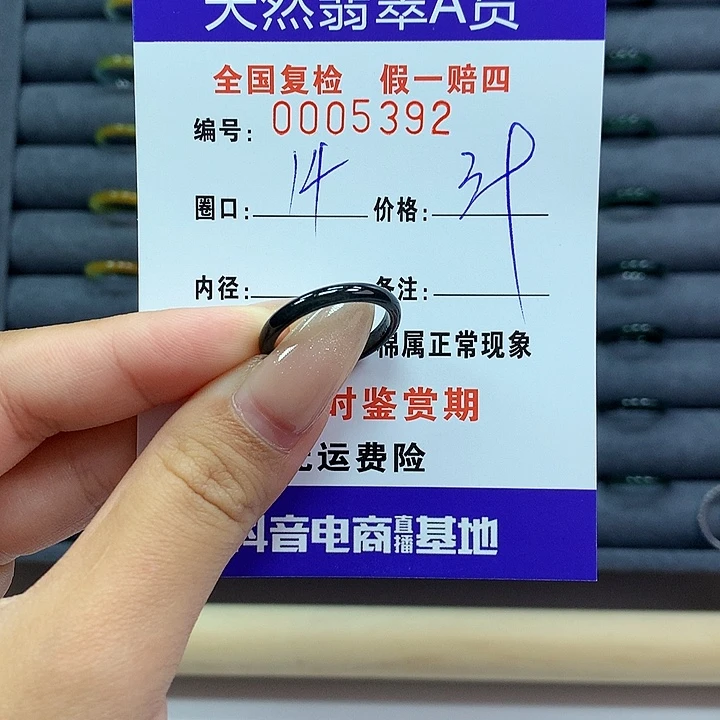 天然翡翠A货
全国复检 假一赔四
编号: 0005392
圈口: 14 价格:
内径: 备注:
棉属正常现象
时鉴赏期
运费险
抖音电商直播基地